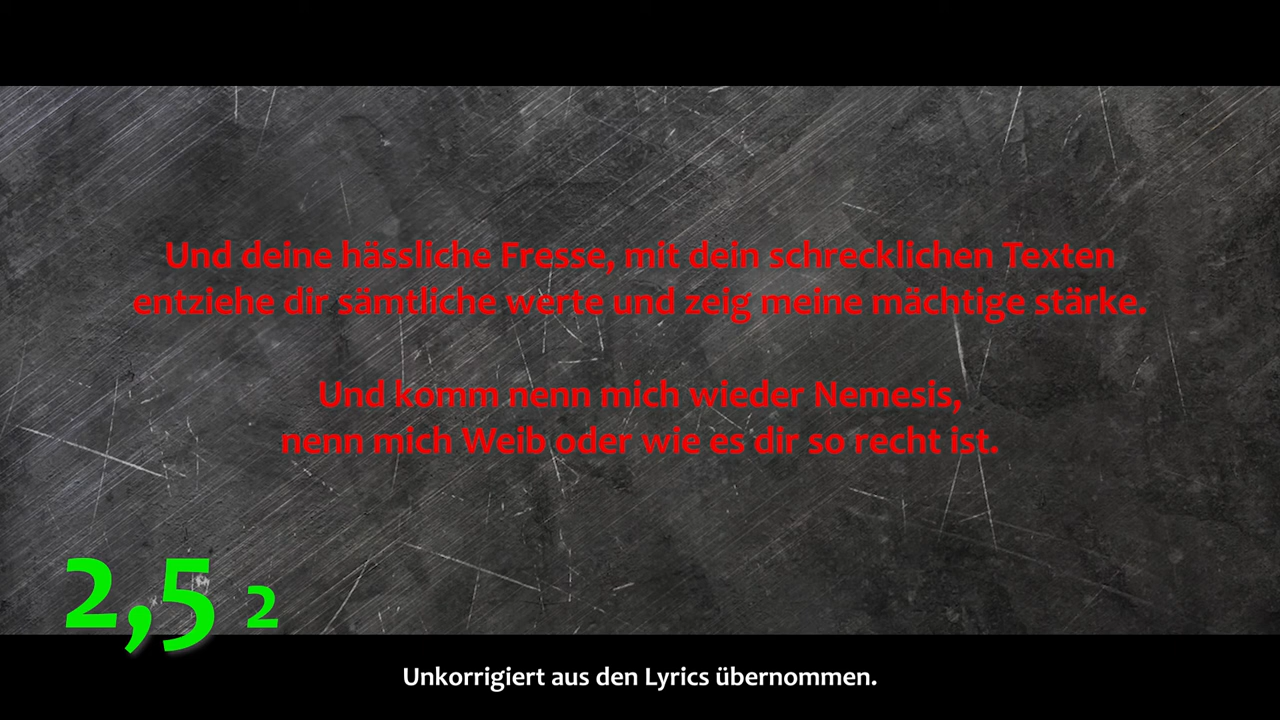 Und deine hässliche Fresse, mit dein schrecklichen Texten
entziehe dir sämtliche werte und zeig meine mächtige stärke.
Und komm nenn mich wieder Nemesis,
nenn mich Weib oder wie es dir so recht ist.
2,5 2
Unkorrigiert aus den Lyrics übernommen.